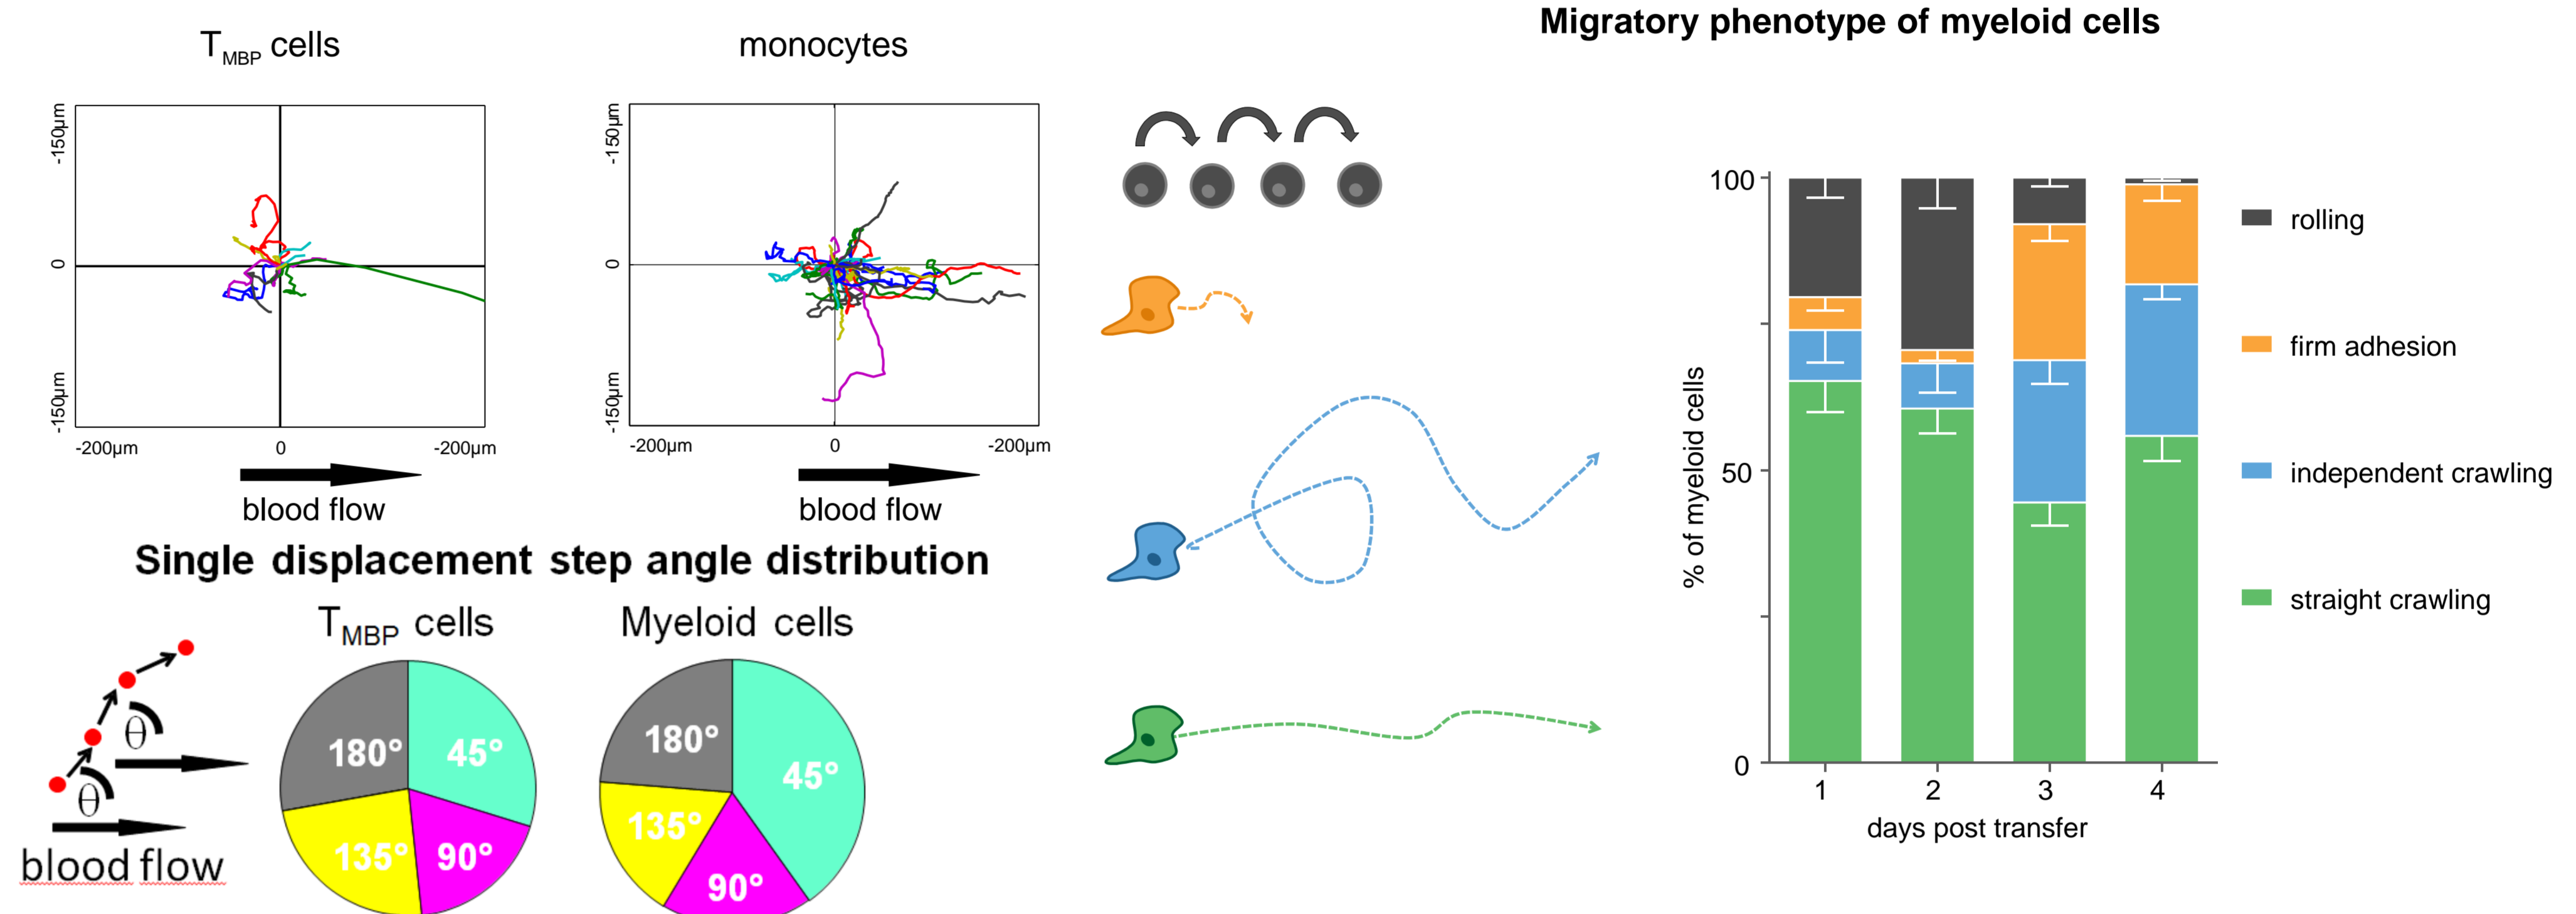 Migratory phenotype of myeloid cells
TMBP cells
monocytes
-150µm
0
-150µm
-200µm
0
-200µm
blood flow
-150µm
0
-150µm
-200µm
0
-200µm
blood flow
Single displacement step angle distribution
TMBP cells
Myeloid cells
θ
θ
blood flow
180°
45°
135°
90°
180°
45°
135°
90°
% of myeloid cells
100
50
0
1
2
3
4
days post transfer
rolling
firm adhesion
independent crawling
straight crawling